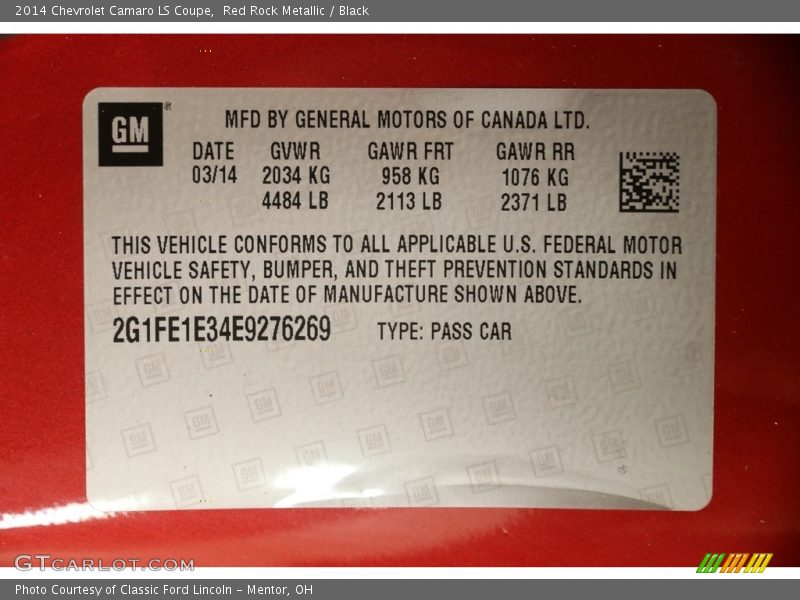 2014 Chevrolet Camaro LS Coupe,  Red Rock Metallic / Black
GM®
MFD BY GENERAL MOTORS OF CANADA LTD.
DATE GVWR GAWR FRT GAWR RR
03/14 2034 KG 958 KG 1076 KG
4484 LB 2113 LB 2371 LB
THIS VEHICLE CONFORMS TO ALL APPLICABLE U.S. FEDERAL MOTOR
VEHICLE SAFETY, BUMPER, AND THEFT PREVENTION STANDARDS IN
EFFECT ON THE DATE OF MANUFACTURE SHOWN ABOVE.
2G1FE1E34E9276269 TYPE: PASS CAR
GTCARLOT.COM
Photo Courtesy of Classic Ford Lincoln - Mentor, OH